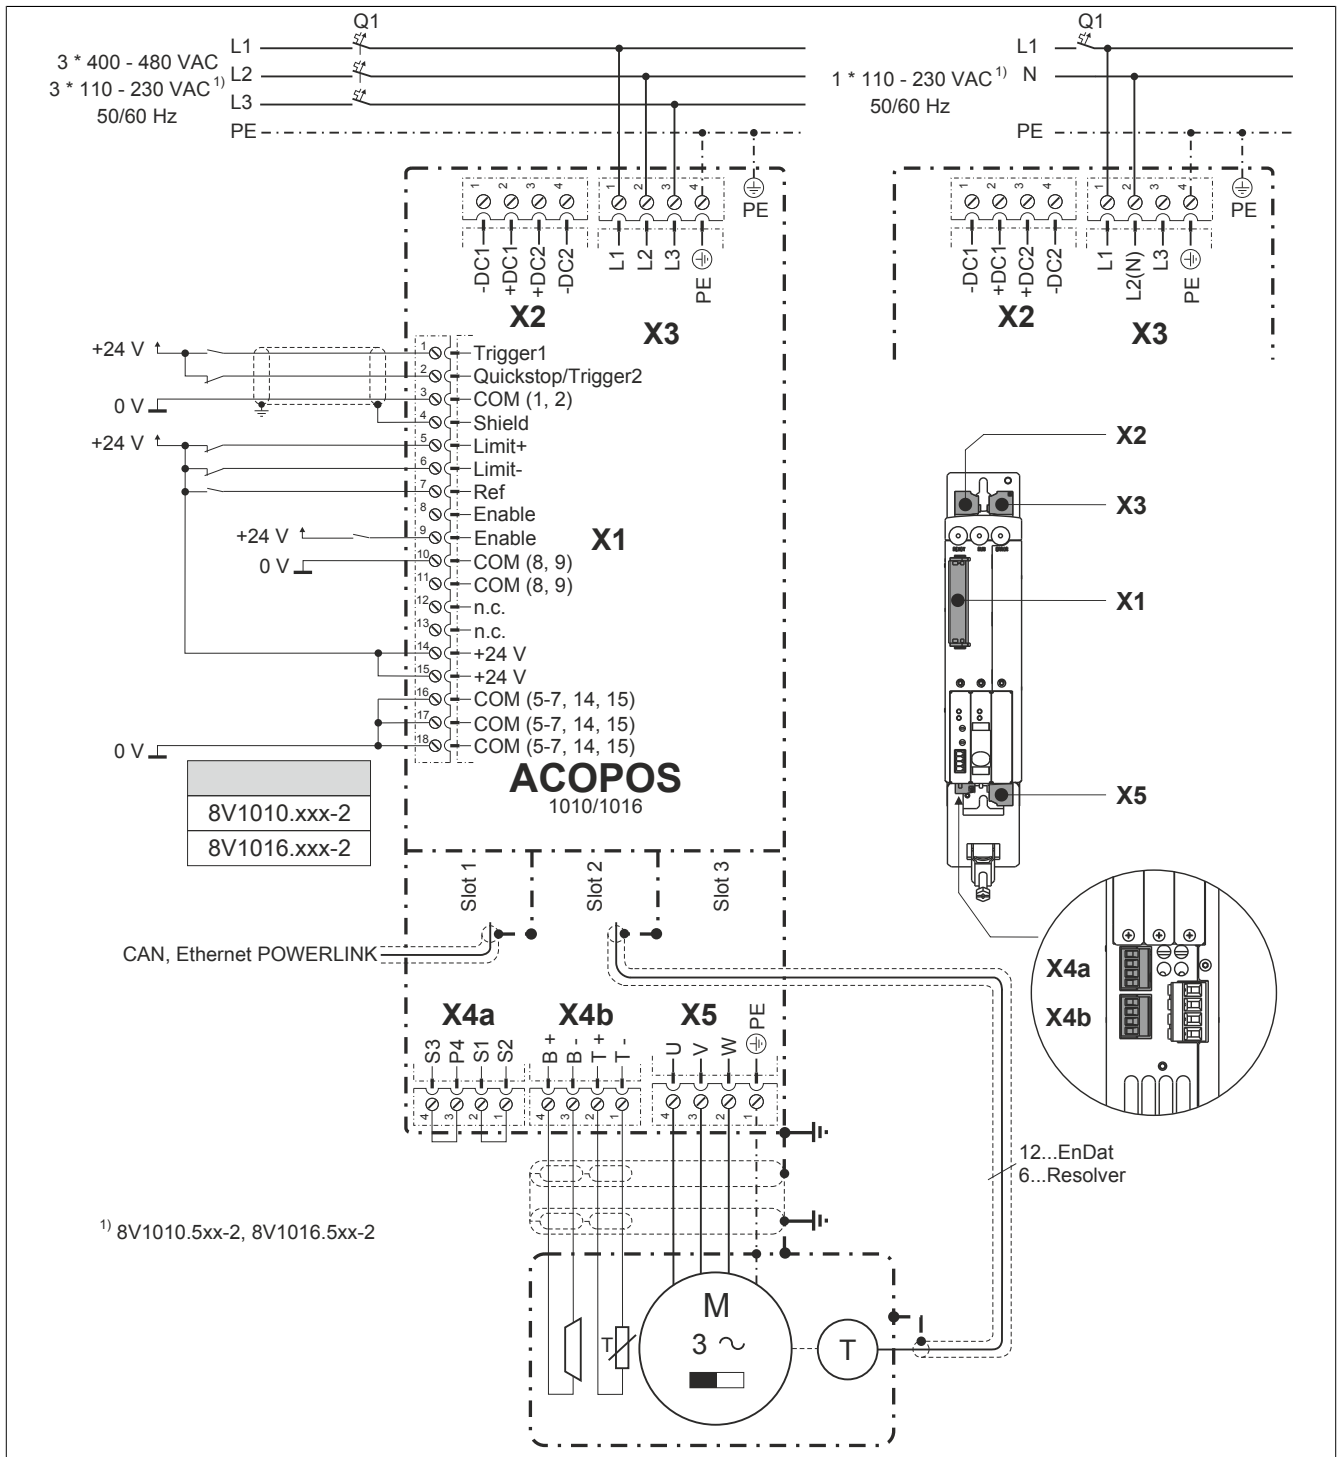 Q1
L1
3 * 400 - 480 VAC
L2
3 * 110 - 230 VAC 1)
L3
50/60 Hz
PE
Q1
L1
1 * 110 - 230 VAC 1)
N
50/60 Hz
PE
1 2 3 4
1 2 3 4
PE
-DC1
+DC1
+DC2
-DC2
L1
L2
L3
PE
X2
X3
1 2 3 4
1 2 3 4
PE
-DC1
+DC1
+DC2
-DC2
L1
L2(N)
L3
PE
X2
X3
+24 V
0 V
+24 V
+24 V
0 V
0 V
1 Trigger1
2 Quickstop/Trigger2
3 COM (1, 2)
4 Shield
5 Limit+
6 Limit-
7 Ref
8 Enable
9 Enable
10 COM (8, 9)
11 COM (8, 9)
12 n.c.
13 n.c.
14 +24 V
15 +24 V
16 COM (5-7, 14, 15)
17 COM (5-7, 14, 15)
18 COM (5-7, 14, 15)
X1
ACOPOS
1010/1016
8V1010.xxx-2
8V1016.xxx-2
X2
X3
READY RUN ERROR
X1
X5
X4a
X4b
Slot 1
Slot 2
Slot 3
CAN, Ethernet POWERLINK
X4a
X4b
X5
S3
P4
S1
S2
B +
B -
T +
T -
U
V
W
PE
4 3 2 1
4 3 2 1
4 3 2 1
12...EnDat
6...Resolver
1) 8V1010.5xx-2, 8V1016.5xx-2
T
M
3 ~
T